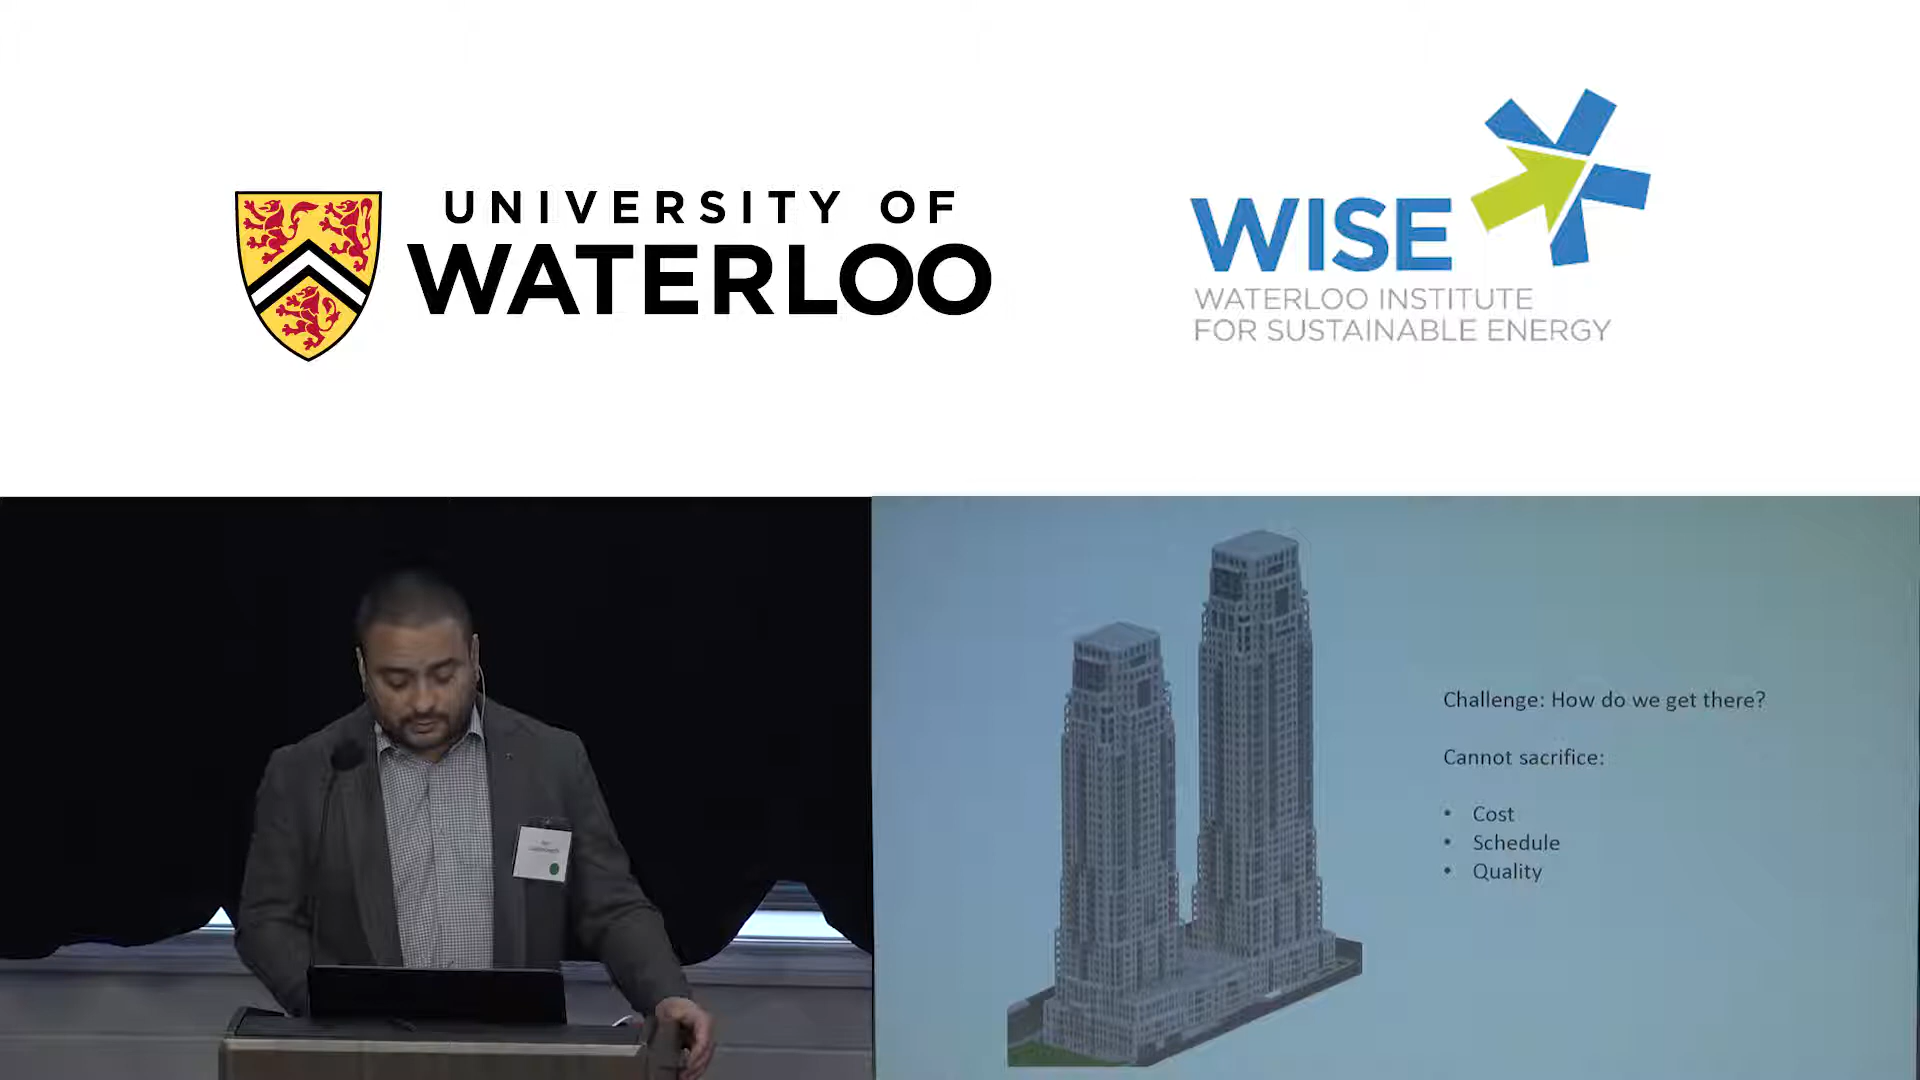 UNIVERSITY OF
WATERLOO
WISE
WATERLOO INSTITUTE
FOR SUSTAINABLE ENERGY
Challenge: How do we get there?
Cannot sacrifice:
• Cost
• Schedule
• Quality